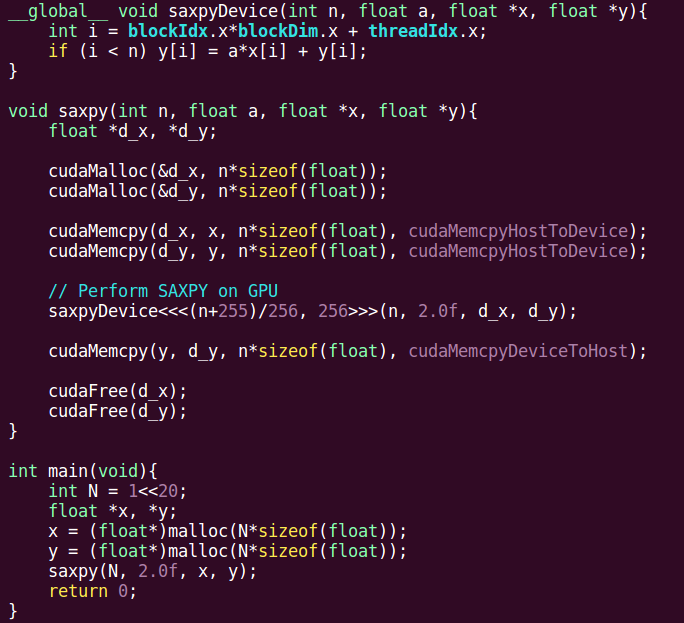 __global__ void saxpyDevice(int n, float a, float *x, float *y){
    int i = blockIdx.x*blockDim.x + threadIdx.x;
    if (i < n) y[i] = a*x[i] + y[i];
}

void saxpy(int n, float a, float *x, float *y){
    float *d_x, *d_y;

    cudaMalloc(&d_x, n*sizeof(float));
    cudaMalloc(&d_y, n*sizeof(float));

    cudaMemcpy(d_x, x, n*sizeof(float), cudaMemcpyHostToDevice);
    cudaMemcpy(d_y, y, n*sizeof(float), cudaMemcpyHostToDevice);

    // Perform SAXPY on GPU
    saxpyDevice<<<(n+255)/256, 256>>>(n, 2.0f, d_x, d_y);

    cudaMemcpy(y, d_y, n*sizeof(float), cudaMemcpyDeviceToHost);

    cudaFree(d_x);
    cudaFree(d_y);
}

int main(void){
    int N = 1<<20;
    float *x, *y;
    x = (float*)malloc(N*sizeof(float));
    y = (float*)malloc(N*sizeof(float));
    saxpy(N, 2.0f, x, y);
    return 0;
}